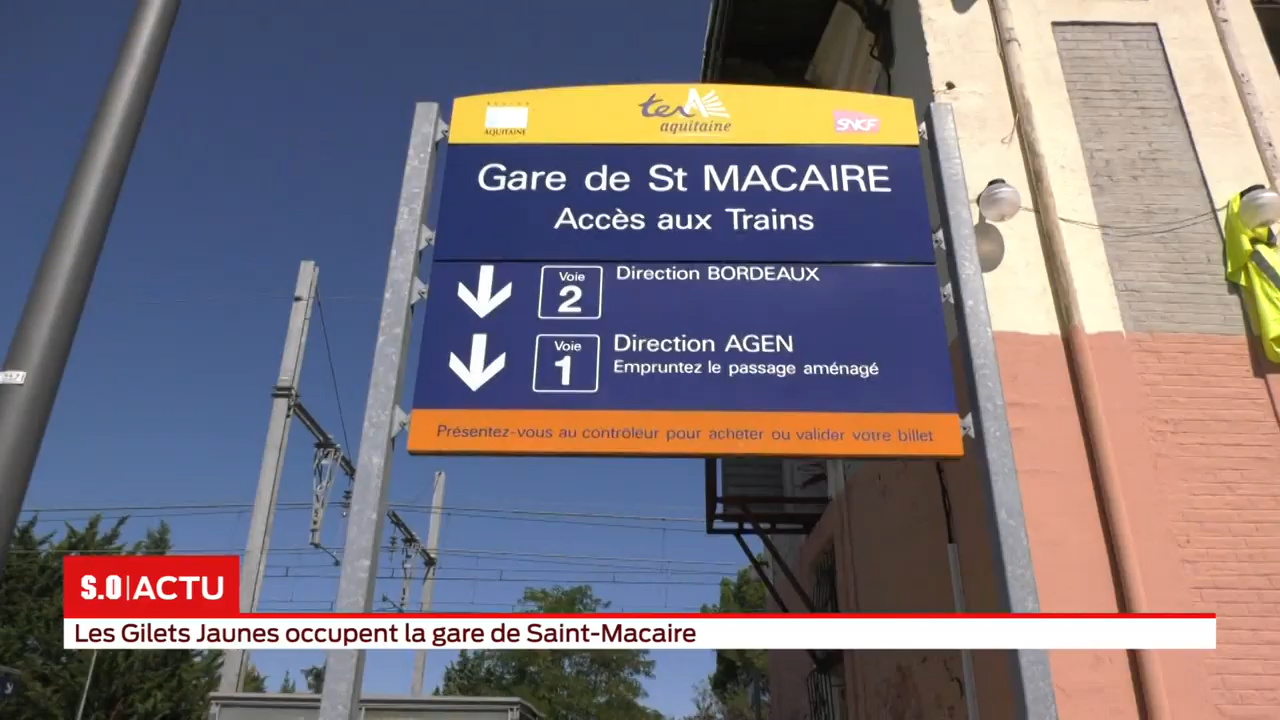 RÉGION
AQUITAINE
ter
aquitaine
SNCF
Gare de St MACAIRE
Accès aux Trains
Voie
2
Direction BORDEAUX
Voie
1
Direction AGEN
Empruntez le passage aménagé
Présentez-vous au contrôleur pour acheter ou valider votre billet
S.O ACTU
Les Gilets Jaunes occupent la gare de Saint-Macaire